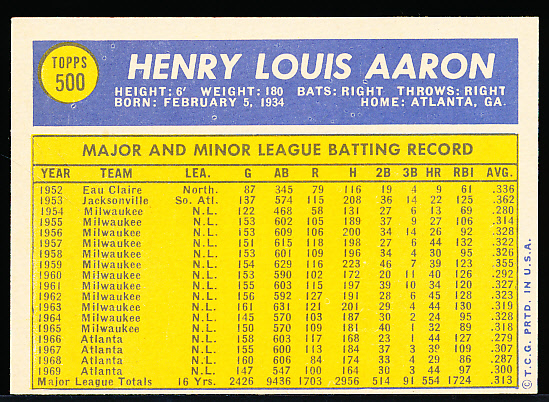 TOPPS
500
HENRY LOUIS AARON
HEIGHT: 6' WEIGHT: 180 BATS: RIGHT THROWS: RIGHT
BORN: FEBRUARY 5, 1934 HOME: ATLANTA, GA.
MAJOR AND MINOR LEAGUE BATTING RECORD
YEAR TEAM LEA. G AB R H 2B 3B HR RBI AVG.
1952 Eau Claire North. 87 345 79 116 19 4 9 61 .336
1953 Jacksonville So. Atl. 137 574 115 208 36 14 22 125 .362
1954 Milwaukee N.L. 122 468 58 131 27 6 13 69 .280
1955 Milwaukee N.L. 153 602 105 189 37 9 27 106 .314
1956 Milwaukee N.L. 153 609 106 200 34 14 26 92 .328
1957 Milwaukee N.L. 151 615 118 198 27 6 44 132 .322
1958 Milwaukee N.L. 153 601 109 196 34 4 30 95 .326
1959 Milwaukee N.L. 154 629 116 223 46 7 39 123 .355
1960 Milwaukee N.L. 153 590 102 172 20 11 40 126 .292
1961 Milwaukee N.L. 155 603 115 197 39 10 34 120 .327
1962 Milwaukee N.L. 156 592 127 191 28 6 45 128 .323
1963 Milwaukee N.L. 161 631 121 201 29 4 44 130 .319
1964 Milwaukee N.L. 145 570 103 187 30 2 24 95 .328
1965 Milwaukee N.L. 150 570 109 181 40 1 32 89 .318
1966 Atlanta N.L. 158 603 117 168 23 1 44 127 .279
1967 Atlanta N.L. 155 600 113 184 37 3 39 109 .307
1968 Atlanta N.L. 160 606 84 174 33 4 29 86 .287
1969 Atlanta N.L. 147 547 100 164 30 3 44 97 .300
Major League Totals 16 Yrs. 2426 9436 1703 2956 514 91 554 1724 .313
© T.C.G. PRTD. IN U.S.A.